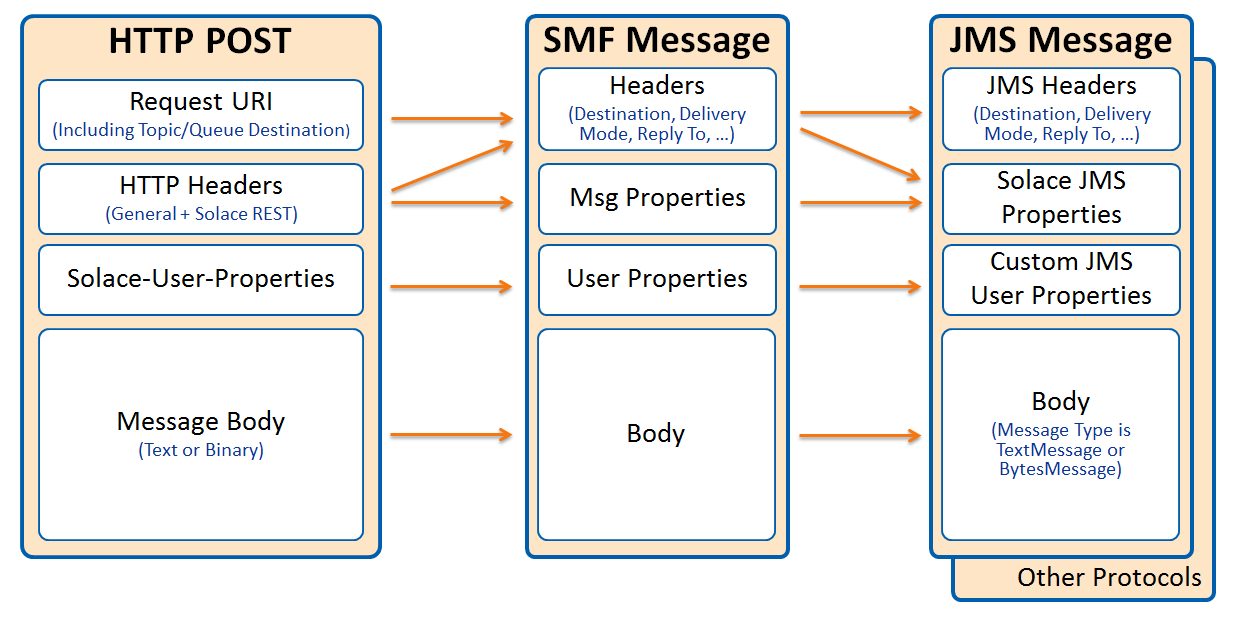 HTTP POST
Request URI
(Including Topic/Queue Destination)
HTTP Headers
(General + Solace REST)
Solace-User-Properties
Message Body
(Text or Binary)
SMF Message
Headers
(Destination, Delivery
Mode, Reply To, ...)
Msg Properties
User Properties
Body
JMS Message
JMS Headers
(Destination, Delivery
Mode, Reply To, ...)
Solace JMS
Properties
Custom JMS
User Properties
Body
(Message Type is
TextMessage or
BytesMessage)
Other Protocols